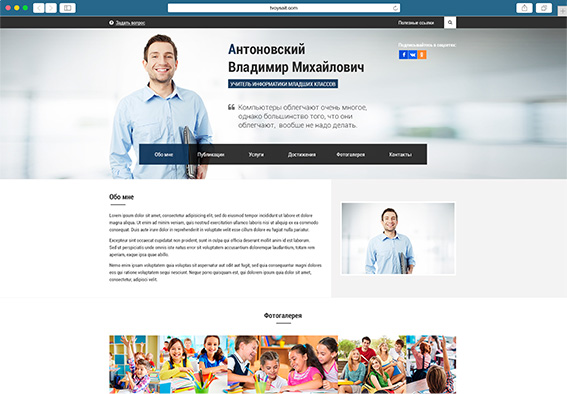 tvoysait.com
Задать вопрос
Полезные ссылки
Антоновский
Владимир Михайлович
Подписывайтесь в соцсетях:
УЧИТЕЛЬ ИНФОРМАТИКИ МЛАДШИХ КЛАССОВ
Компьютеры облегчают очень многое,
однако большинство того, что они
облегчают, вообще не надо делать.
Обо мне
Публикации
Услуги
Достижения
Фотогалерея
Контакты
Обо мне
Lorem ipsum dolor sit amet, consectetur adipisicing elit, sed do eiusmod tempor incididunt ut labore et dolore
magna aliqua. Ut enim ad minim veniam, quis nostrud exercitation ullamco laboris nisi ut aliquip ex ea commodo
consequat. Duis aute irure dolor in reprehenderit in voluptate velit esse cillum dolore eu fugiat nulla pariatur.
Excepteur sint occaecat cupidatat non proident, sunt in culpa qui officia deserunt mollit anim id est laborum.
Sed ut perspiciatis unde omnis iste natus error sit voluptatem accusantium doloremque laudantium, totam rem
aperiam, eaque ipsa quae abillo.
Nemo enim ipsam voluptatem quia voluptas sit aspernatur aut odit aut fugit, sed quia consequuntur magni dolores
eos qui ratione voluptatem sequi nesciunt. Neque porro quisquam est, qui dolorem ipsum quia dolor sit amet,
consectetur, adipisci velit.
Фотогалерея